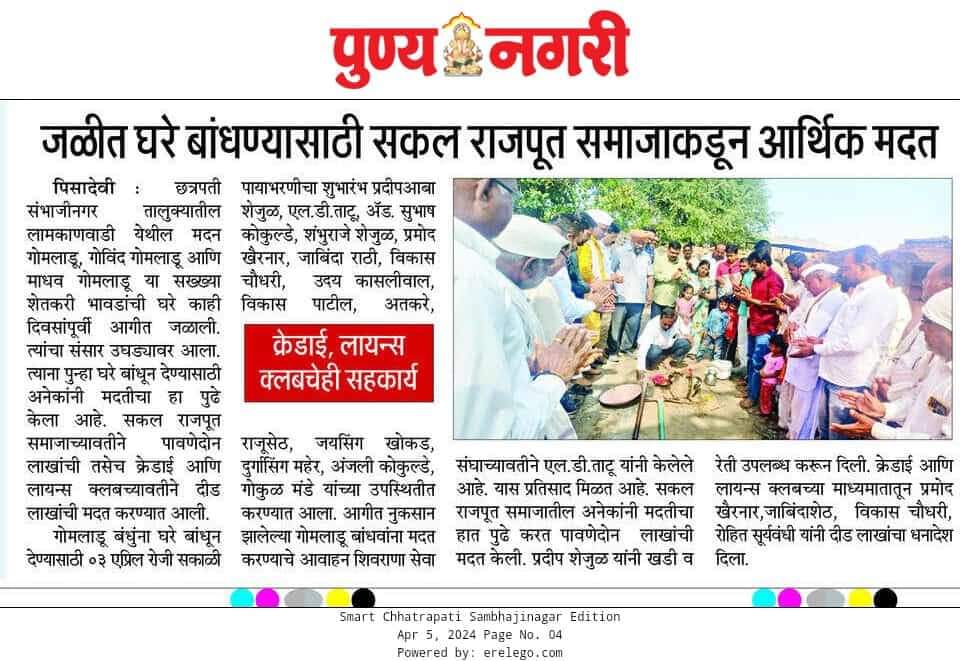 पुण्य नगरी
जळीत घरे बांधण्यासाठी सकल राजपूत समाजाकडून आर्थिक मदत
पिसादेवी : छत्रपती
संभाजीनगर तालुक्यातील
लामकाणवाडी येथील मदन
गोमलाडू, गोविंद गोमलाडू आणि
माधव गोमलाडू या सख्ख्या
शेतकरी भावडांची घरे काही
दिवसांपूर्वी आगीत जळाली.
त्यांचा संसार उघड्यावर आला.
त्याना पुन्हा घरे बांधून देण्यासाठी
अनेकांनी मदतीचा हा पुढे
केला आहे. सकल राजपूत
समाजाच्यावतीने पावणेदोन
लाखांची तसेच क्रेडाई आणि
लायन्स क्लबच्यावतीने दीड
लाखांची मदत करण्यात आली.
गोमलाडू बंधुंना घरे बांधून
देण्यासाठी ०३ एप्रिल रोजी सकाळी
पायाभरणीचा शुभारंभ प्रदीपआबा
शेजुळ, एल.डी.ताटू, ॲड. सुभाष
कोकुल्डे, शंभुराजे शेजुळ, प्रमोद
खैरनार, जाबिंदा राठी, विकास
चौधरी, उदय कासलीवाल,
विकास पाटील, अतकरे,
क्रेडाई, लायन्स
क्लबचेही सहकार्य
राजूसेठ, जयसिंग खोकड,
दुर्गासिंग महेर, अंजली कोकुल्डे,
गोकुळ मंडे यांच्या उपस्थितीत
करण्यात आला. आगीत नुकसान
झालेल्या गोमलाडू बांधवांना मदत
करण्याचे आवाहन शिवराणा सेवा
संघाच्यावतीने एल.डी.ताटू यांनी केलेले
आहे. यास प्रतिसाद मिळत आहे. सकल
राजपूत समाजातील अनेकांनी मदतीचा
हात पुढे करत पावणेदोन लाखांची
मदत केली. प्रदीप शेजुळ यांनी खडी व
रेती उपलब्ध करून दिली. क्रेडाई आणि
लायन्स क्लबच्या माध्यमातातून प्रमोद
खैरनार,जाबिंदाशेठ, विकास चौधरी,
रोहित सूर्यवंधी यांनी दीड लाखांचा धनादेश
दिला.
Smart Chhatrapati Sambhajinagar Edition
Apr 5, 2024 Page No. 04
Powered by: erelego.com